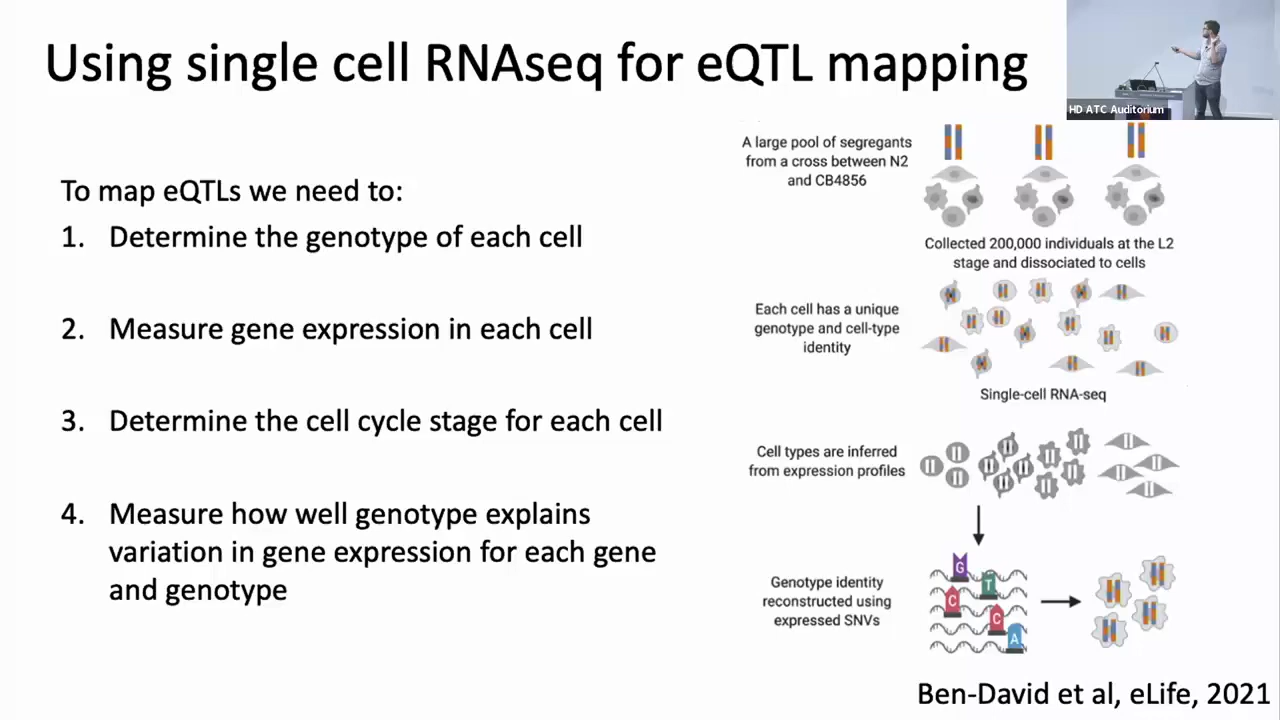 Using single cell RNAseq for eQTL mapping
HD ATC Auditorium
To map eQTLs we need to:
1. Determine the genotype of each cell
2. Measure gene expression in each cell
3. Determine the cell cycle stage for each cell
4. Measure how well genotype explains
variation in gene expression for each gene
and genotype
A large pool of segregants
from a cross between N2
and CB4856
Collected 200,000 individuals at the L2
stage and dissociated to cells
Each cell has a unique
genotype and cell-type
identity
Single-cell RNA-seq
Cell types are inferred
from expression profiles
Genotype identity
reconstructed using
expressed SNVs
G
T
C
C
A
Ben-David et al, eLife, 2021